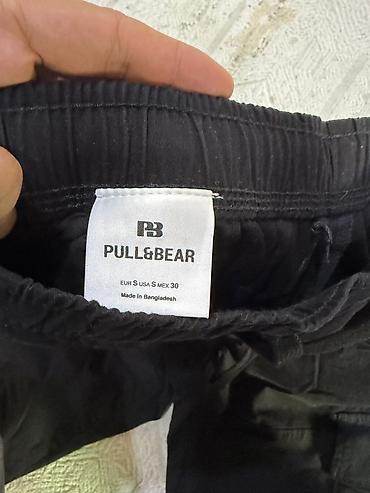 PB
PULL&BEAR
EUR S USA S MEX 30
Made in Bangladesh